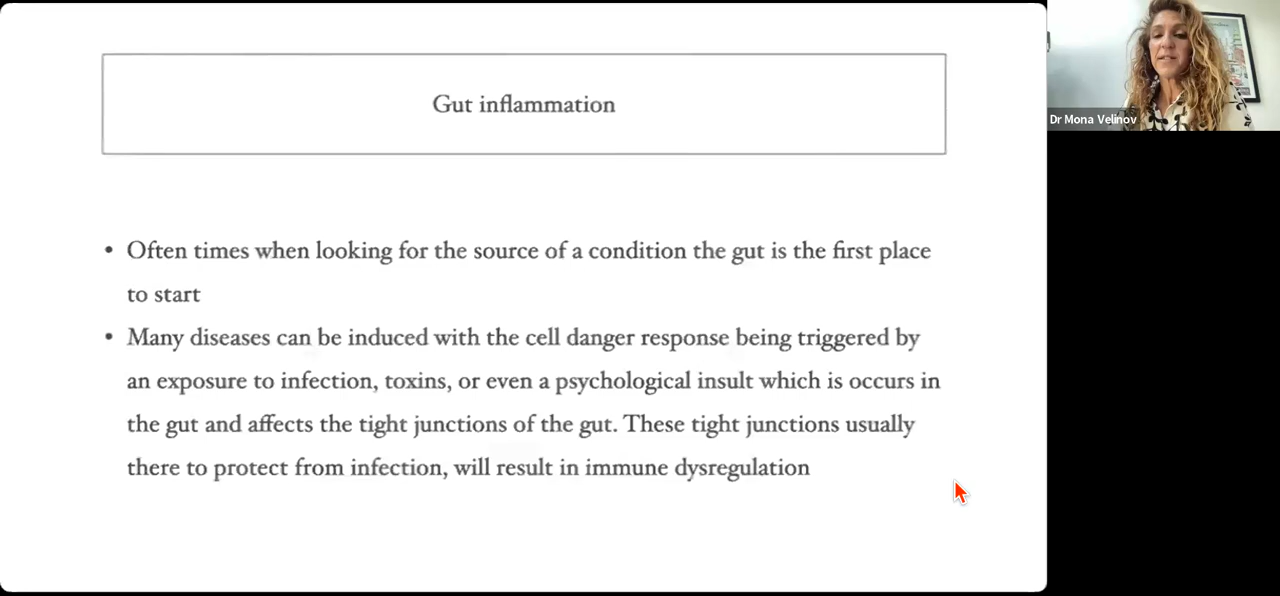 Gut inflammation
• Often times when looking for the source of a condition the gut is the first place
to start
• Many diseases can be induced with the cell danger response being triggered by
an exposure to infection, toxins, or even a psychological insult which is occurs in
the gut and affects the tight junctions of the gut. These tight junctions usually
there to protect from infection, will result in immune dysregulation
Dr Mona Velinov